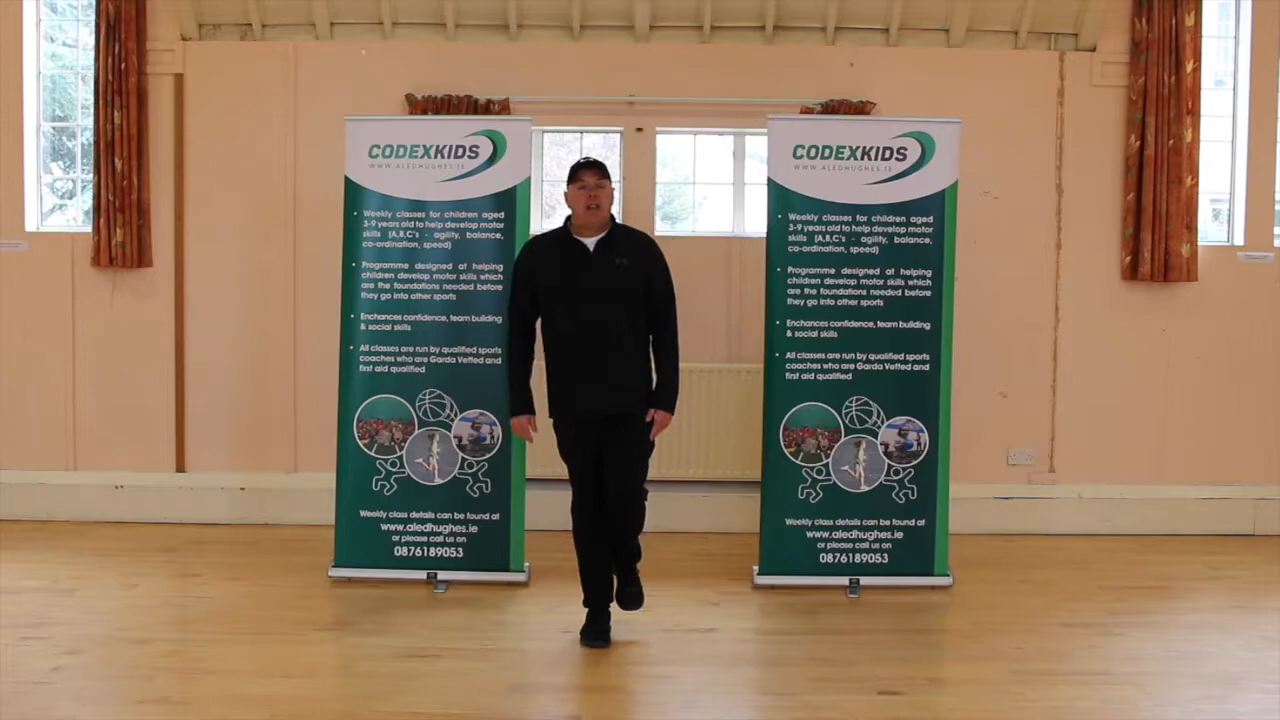 CODEXKIDS
WWW.ALEDHUGHES.IE
• Weekly classes for children aged
3-9 years old to help develop motor
skills (A,B,C's - agility, balance,
co-ordination, speed)
• Programme designed at helping
children develop motor skills which
are the foundations needed before
they go into other sports
• Enchances confidence, team building
& social skills
• All classes are run by qualified sports
coaches who are Garda Vetted and
first aid qualified
Weekly class details can be found at
www.aledhughes.ie
or please call us on
0876189053
CODEXKIDS
WWW.ALEDHUGHES.IE
• Weekly classes for children aged
3-9 years old to help develop motor
skills (A,B,C's - agility, balance,
co-ordination, speed)
• Programme designed at helping
children develop motor skills which
are the foundations needed before
they go into other sports
• Enchances confidence, team building
& social skills
• All classes are run by qualified sports
coaches who are Garda Vetted and
first aid qualified
Weekly class details can be found at
www.aledhughes.ie
or please call us on
0876189053